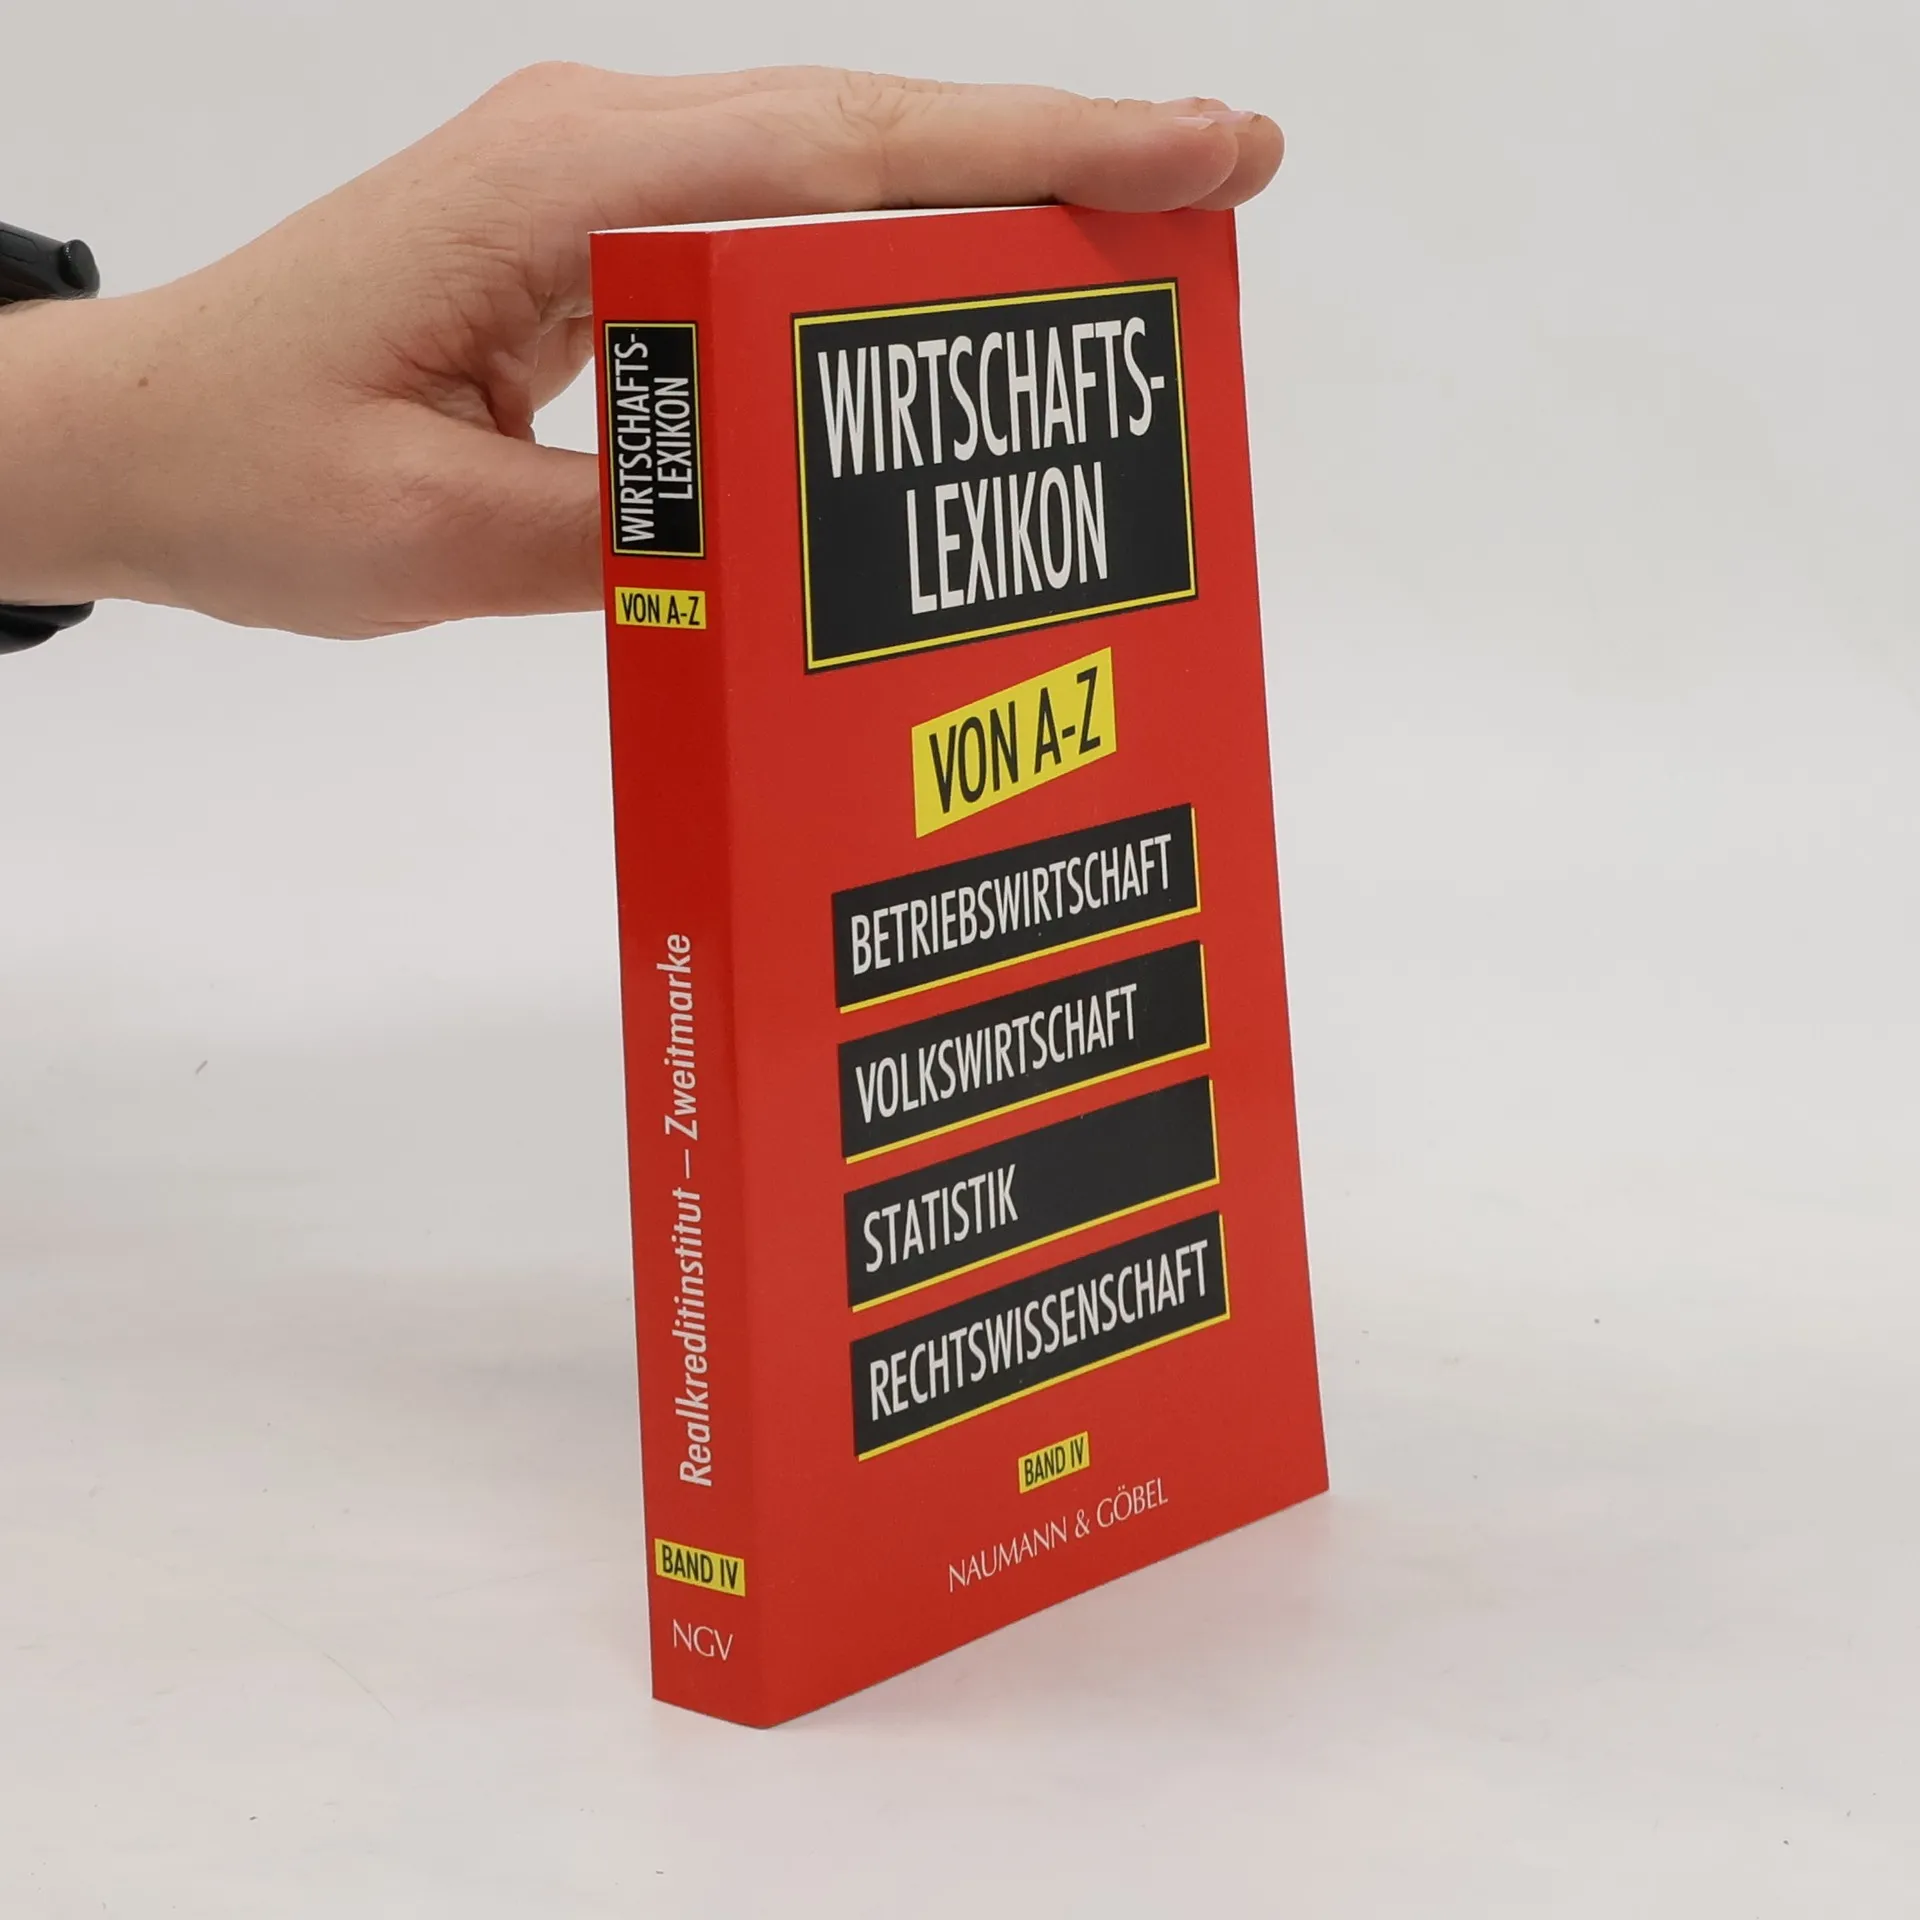 WIRTSCHAFTS-
LEXIKON
VON A-Z
Realkreditinstitut – Zweitmarke
BAND IV
NGV
WIRTSCHAFTS-
LEXIKON
VON A-Z
BETRIEBSWIRTSCHAFT
VOLKSWIRTSCHAFT
STATISTIK
RECHTSWISSENSCHAFT
BAND IV
NAUMANN & GÖBEL